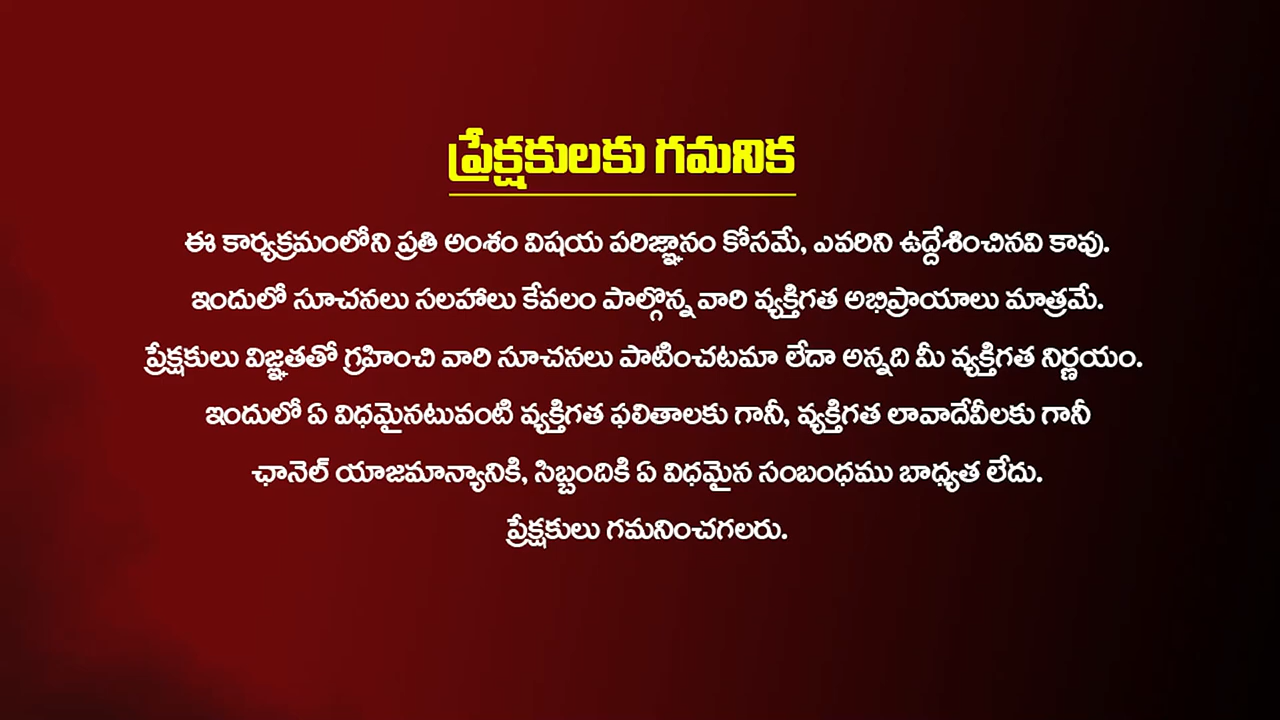 ప్రేక్షకులకు గమనిక
ఈ కార్యక్రమంలోని ప్రతి అంశం విషయ పరిజ్ఞానం కోసమే, ఎవరిని ఉద్దేశించినవి కావు.
ఇందులో సూచనలు సలహాలు కేవలం పాల్గొన్న వారి వ్యక్తిగత అభిప్రాయాలు మాత్రమే.
ప్రేక్షకులు విజ్ఞతతో గ్రహించి వారి సూచనలు పాటించటమా లేదా అన్నది మీ వ్యక్తిగత నిర్ణయం.
ఇందులో ఏ విధమైనటువంటి వ్యక్తిగత ఫలితాలకు గానీ, వ్యక్తిగత లావాదేవీలకు గానీ
ఛానెల్ యాజమాన్యానికి, సిబ్బందికి ఏ విధమైన సంబంధము బాధ్యత లేదు.
ప్రేక్షకులు గమనించగలరు.